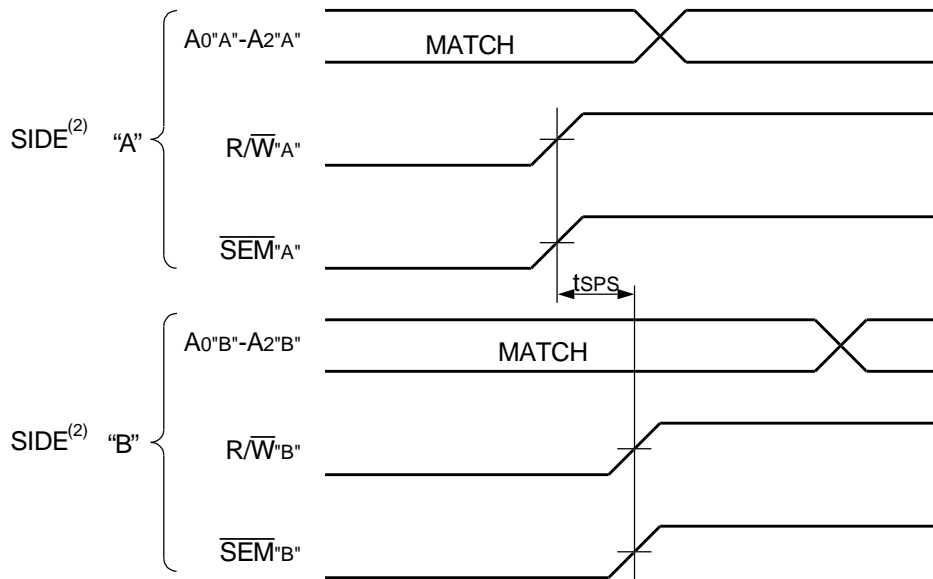 A0"A"-A2"A"
MATCH
SIDE(2) “A”
R/W"A"
SEM"A"
tSPS
A0"B"-A2"B"
MATCH
SIDE(2) “B”
R/W"B"
SEM"B"